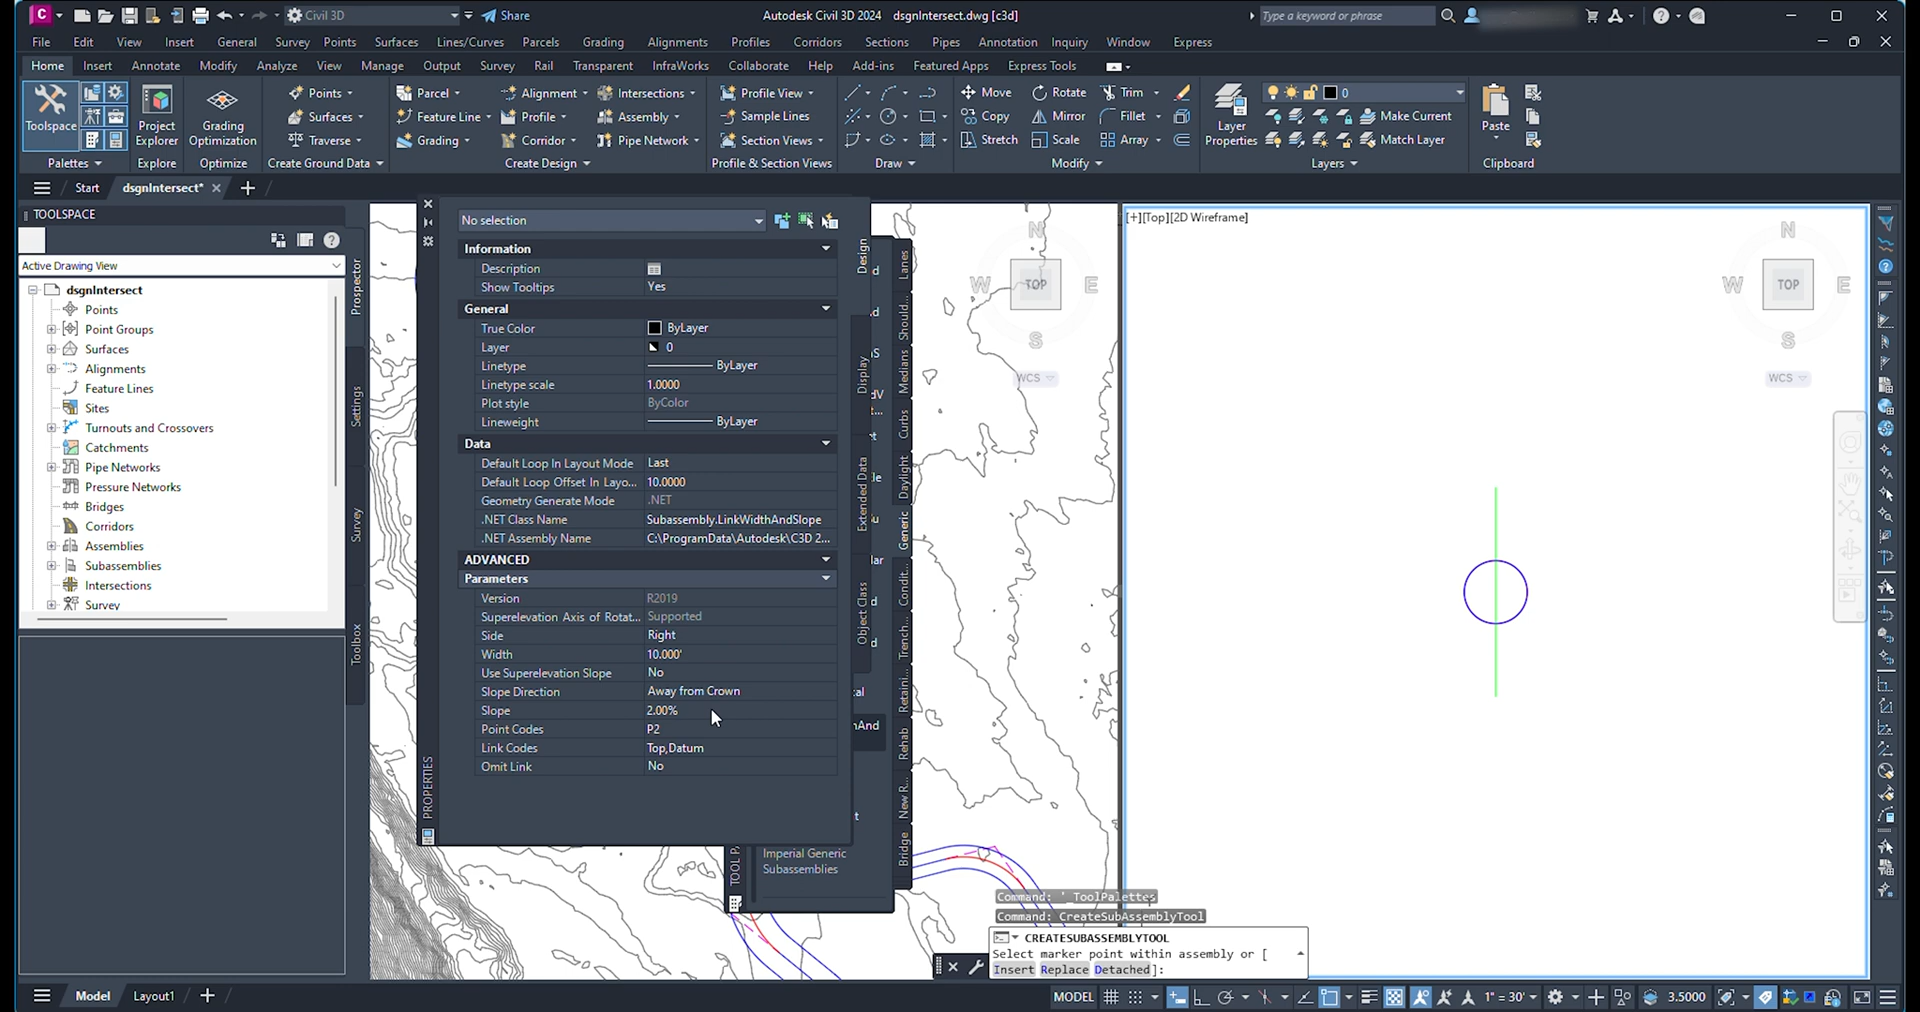 Civil 3D
Share
Autodesk Civil 3D 2024 dsgnIntersect.dwg [c3d]
Type a keyword or phrase
File Edit View Insert General Survey Points Surfaces Lines/Curves Parcels Grading Alignments Profiles Corridors Sections Pipes Annotation Inquiry Window Express
Home Insert Annotate Modify Analyze View Manage Output Survey Rail Transparent InfraWorks Collaborate Help Add-ins Featured Apps Express Tools
Toolspace
Palettes
Project
Explorer
Explore
Grading
Optimization
Optimize
Points
Surfaces
Traverse
Create Ground Data
Parcel
Feature Line
Grading
Alignment
Profile
Corridor
Intersections
Assembly
Pipe Network
Create Design
Profile View
Sample Lines
Section Views
Profile & Section Views
Draw
Move
Copy
Stretch
Rotate
Mirror
Scale
Trim
Fillet
Array
Modify
Layer
Properties
0
Make Current
Match Layer
Layers
Paste
Clipboard
Start
dsgnIntersect*
TOOLSPACE
Active Drawing View
dsgnIntersect
Points
Point Groups
Surfaces
Alignments
Feature Lines
Sites
Turnouts and Crossovers
Catchments
Pipe Networks
Pressure Networks
Bridges
Corridors
Assemblies
Subassemblies
Intersections
Survey
Prospector
Settings
Survey
Toolbox
No selection
Information
Description
Show Tooltips Yes
General
True Color ByLayer
Layer 0
Linetype ByLayer
Linetype scale 1.0000
Plot style ByColor
Lineweight ByLayer
Data
Default Loop In Layout Mode Last
Default Loop Offset In Layo... 10.0000
Geometry Generate Mode .NET
.NET Class Name Subassembly.LinkWidthAndSlope
.NET Assembly Name C:\ProgramData\Autodesk\C3D 2...
ADVANCED
Parameters
Version R2019
Superelevation Axis of Rotat... Supported
Side Right
Width 10.000'
Use Superelevation Slope No
Slope Direction Away from Crown
Slope 2.00%
Point Codes P2
Link Codes Top,Datum
Omit Link No
PROPERTIES
Design
Display
Extended Data
Object Class
Lanes
Should...
Medians
Curbs
Daylight
Generic
Condit...
Trench...
Retaini...
Rehab
New R...
Bridge
TOOL PA
Imperial Generic
Subassemblies
N
W TOP E
S
WCS
[+][Top][2D Wireframe]
N
W TOP E
S
WCS
Command: '_ToolPalettes
Command: CreateSubAssemblyTool
CREATESUBASSEMBLYTOOL
Select marker point within assembly or [
Insert Replace Detached]:
Model Layout1
MODEL
1" = 30'
3.5000